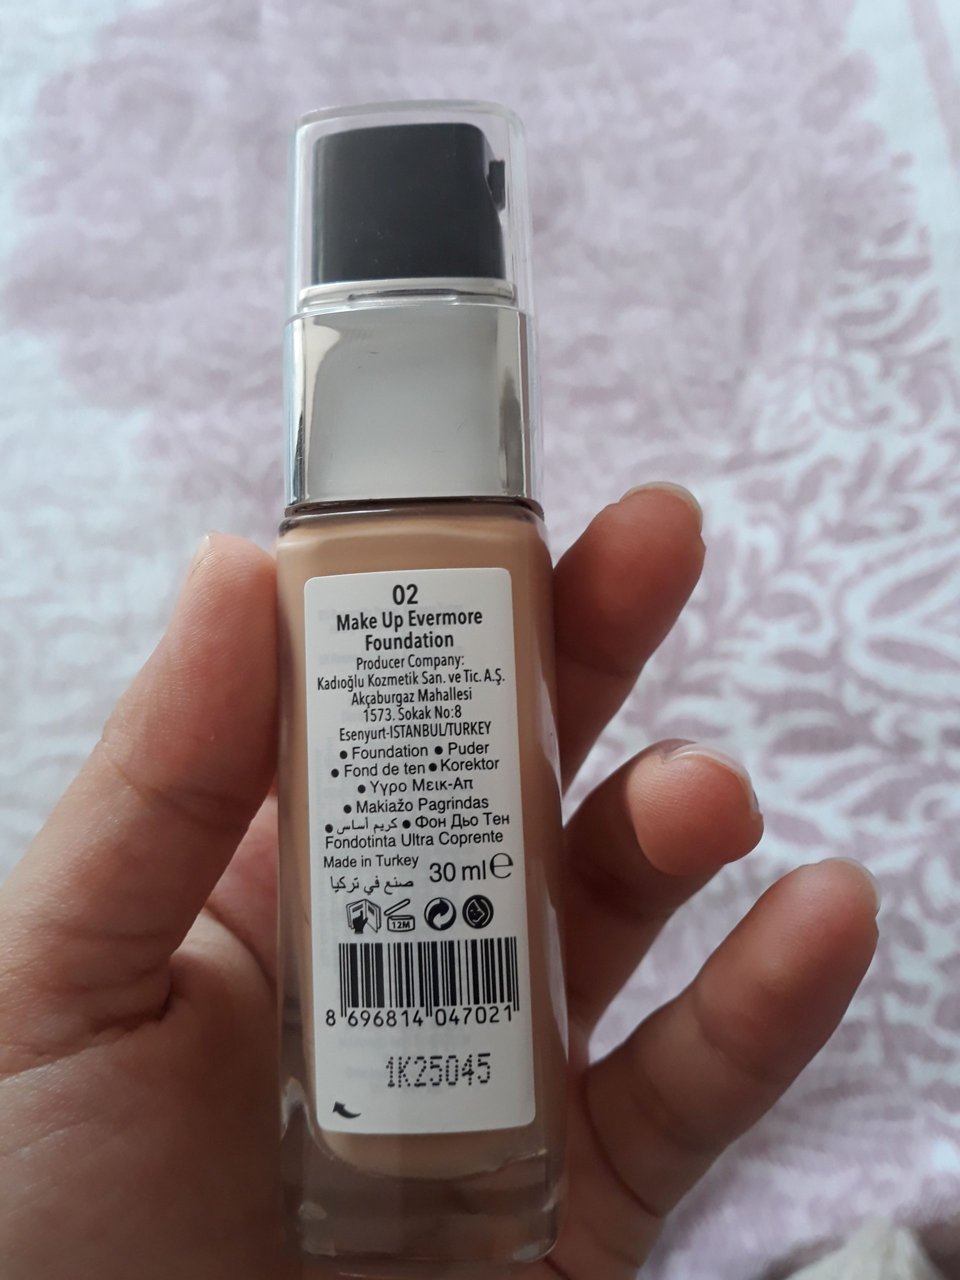 02
Make Up Evermore
Foundation
Producer Company:
Kadıoğlu Kozmetik San. ve Tic. A.Ş.
Akçaburgaz Mahallesi
1573. Sokak No:8
Esenyurt-ISTANBUL/TURKEY
• Foundation • Puder
• Fond de ten • Korektor
• Υγρο Μεικ-Απ
• Makiažo Pagrindas
• كريم أساس • Фон Дьо Тен
Fondotinta Ultra Coprente
Made in Turkey
صنع في تركيا
30 ml e
12M
8 696814 047021
1K25045